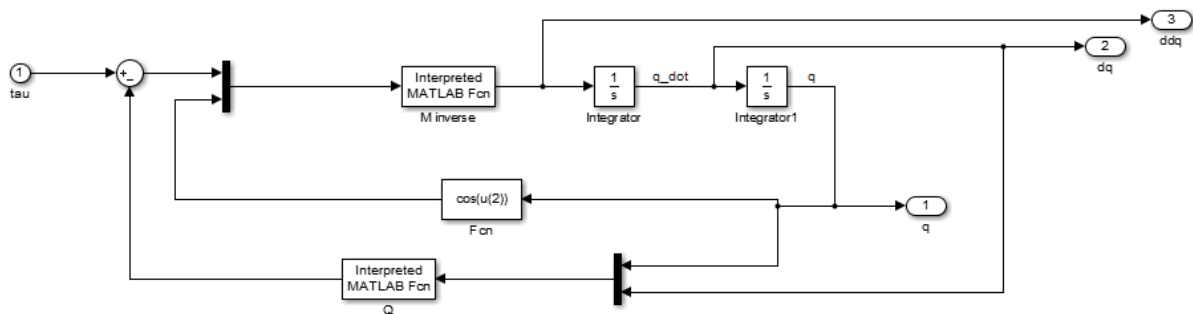 3
ddq
2
dq
1
tau
+
_
Interpreted
MATLAB Fcn
M inverse
1
s
Integrator
q_dot
1
s
Integrator1
q
cos(u(2))
Fcn
1
q
Interpreted
MATLAB Fcn
Q